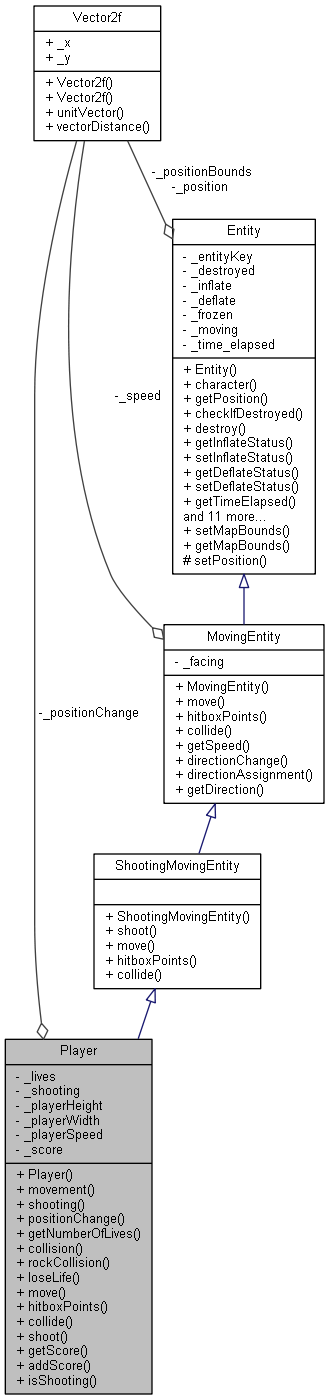 Vector2f
+ _x
+ _y
+ Vector2f()
+ Vector2f()
+ unitVector()
+ vectorDistance()
-_positionBounds
-_position
Entity
- _entityKey
- _destroyed
- _inflate
- _deflate
- _frozen
- _moving
- _time_elapsed
+ Entity()
+ character()
+ getPosition()
+ checkIfDestroyed()
+ destroy()
+ getInflateStatus()
+ setInflateStatus()
+ getDeflateStatus()
+ setDeflateStatus()
+ getTimeElapsed()
and 11 more...
+ setMapBounds()
+ getMapBounds()
# setPosition()
-_speed
MovingEntity
- _facing
+ MovingEntity()
+ move()
+ hitboxPoints()
+ collide()
+ getSpeed()
+ directionChange()
+ directionAssignment()
+ getDirection()
-_positionChange
ShootingMovingEntity
+ ShootingMovingEntity()
+ shoot()
+ move()
+ hitboxPoints()
+ collide()
Player
- _lives
- _shooting
- _playerHeight
- _playerWidth
- _playerSpeed
- _score
+ Player()
+ movement()
+ shooting()
+ positionChange()
+ getNumberOfLives()
+ collision()
+ rockCollision()
+ loseLife()
+ move()
+ hitboxPoints()
+ collide()
+ shoot()
+ getScore()
+ addScore()
+ isShooting()